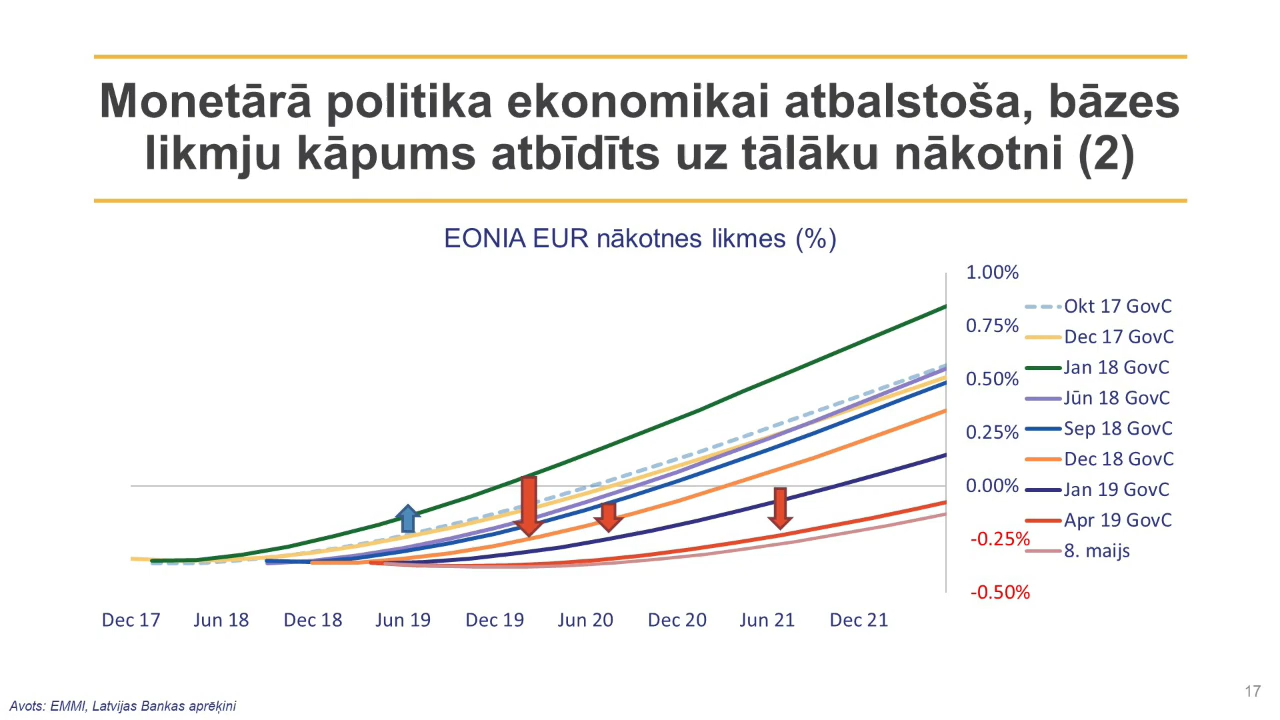 Monetārā politika ekonomikai atbalstoša, bāzes
likmju kāpums atbīdīts uz tālāku nākotni (2)
EONIA EUR nākotnes likmes (%)
1.00%
0.75%
0.50%
0.25%
0.00%
-0.25%
-0.50%
Okt 17 GovC
Dec 17 GovC
Jan 18 GovC
Jūn 18 GovC
Sep 18 GovC
Dec 18 GovC
Jan 19 GovC
Apr 19 GovC
8. maijs
Dec 17 Jun 18 Dec 18 Jun 19 Dec 19 Jun 20 Dec 20 Jun 21 Dec 21
17
Avots: EMMI, Latvijas Bankas aprēķini